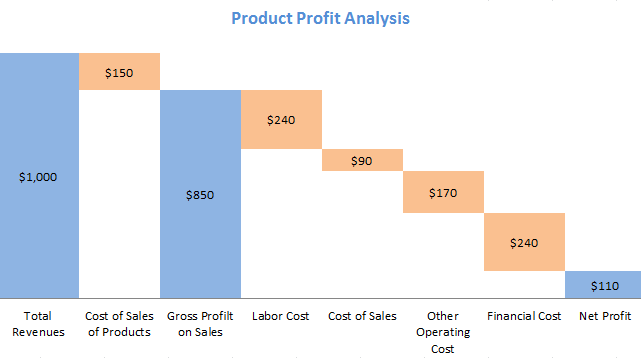 Product Profit Analysis
$150
$240
$90
$1,000
$850
$170
$240
$110
Total
Revenues
Cost of Sales
of Products
Gross Profilt
on Sales
Labor Cost
Cost of Sales
Other
Operating
Cost
Financial Cost
Net Profit